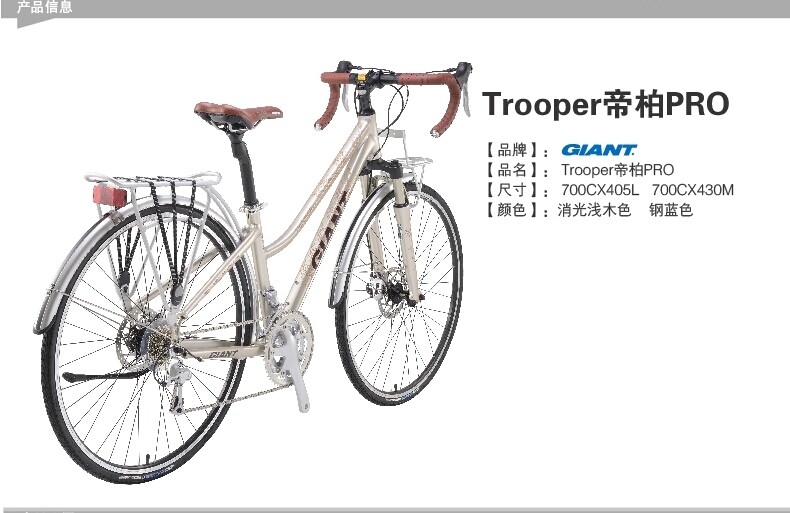 产品信息
Trooper帝柏PRO
【品牌】：GIANT
【品名】：Trooper帝柏PRO
【尺寸】：700CX405L 700CX430M
【颜色】：消光浅木色 钢蓝色
GIANT
GIANT